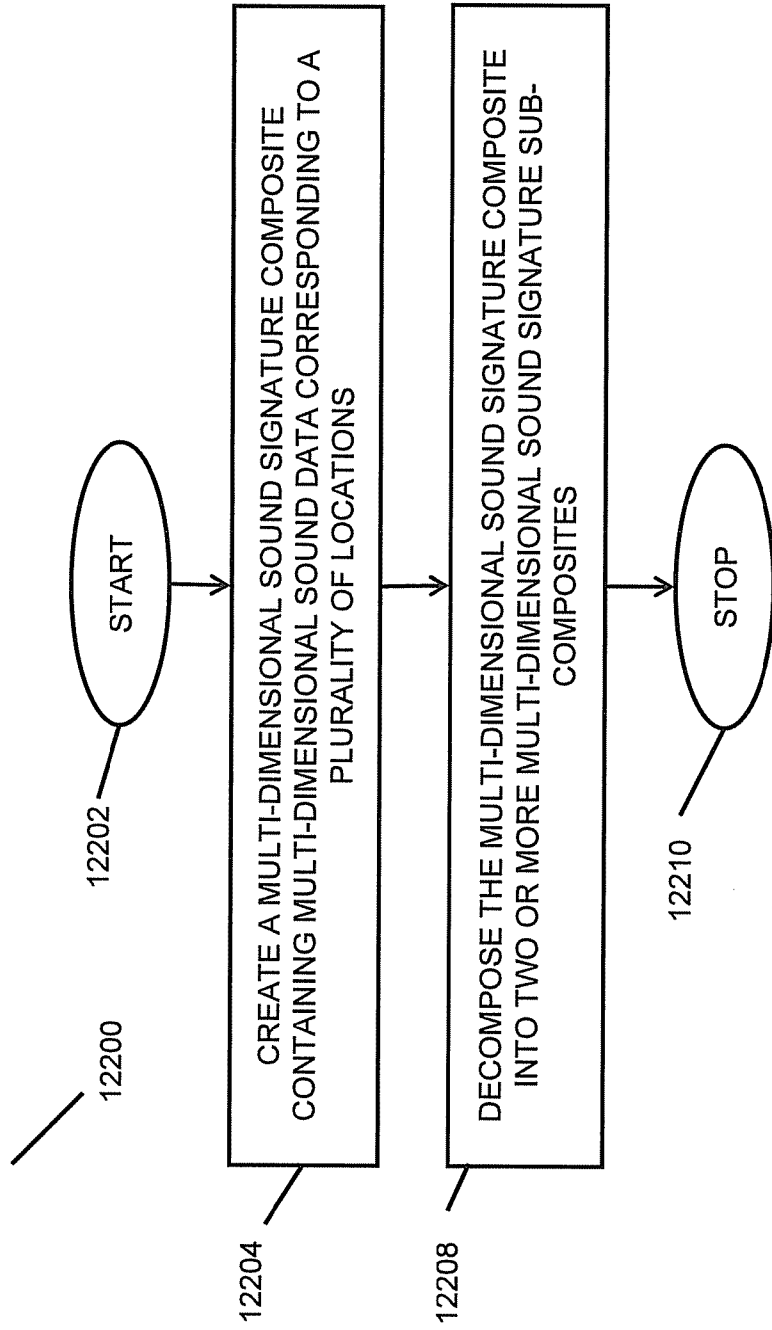 12200
12202
START
12204
CREATE A MULTI-DIMENSIONAL SOUND SIGNATURE COMPOSITE
CONTAINING MULTI-DIMENSIONAL SOUND DATA CORRESPONDING TO A
PLURALITY OF LOCATIONS
12208
DECOMPOSE THE MULTI-DIMENSIONAL SOUND SIGNATURE COMPOSITE
INTO TWO OR MORE MULTI-DIMENSIONAL SOUND SIGNATURE SUB-
COMPOSITES
12210
STOP